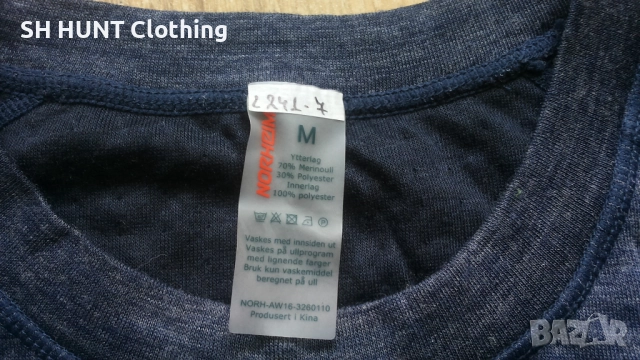 SH HUNT Clothing
2241-7
NORHEIM
M
Ytterlag
70% Merinoull
30% Polyester
Innerlag
100% polyester
Vaskes med innsiden ut
Vaskes på ullprogram
med lignende farger
Bruk kun vaskemiddel
beregnet på ull
NORH-AW16-3260110
Produsert i Kina
BAZAR